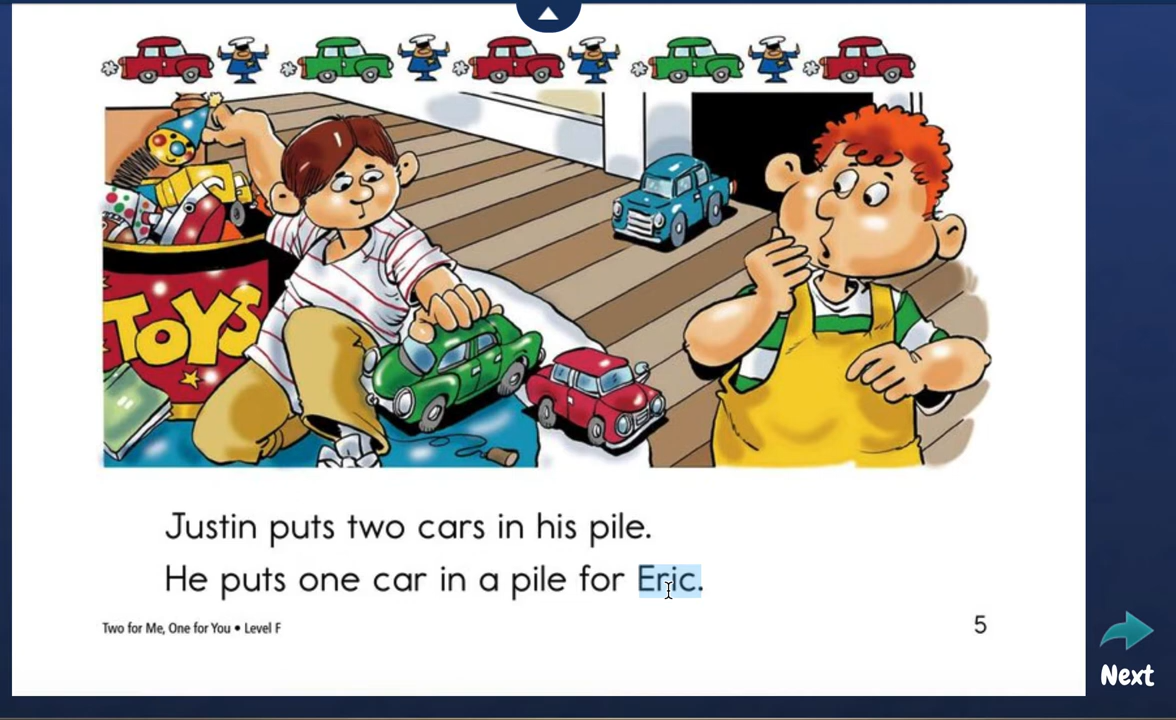 TOYS
Justin puts two cars in his pile.
He puts one car in a pile for Eric.
Two for Me, One for You • Level F
5
Next